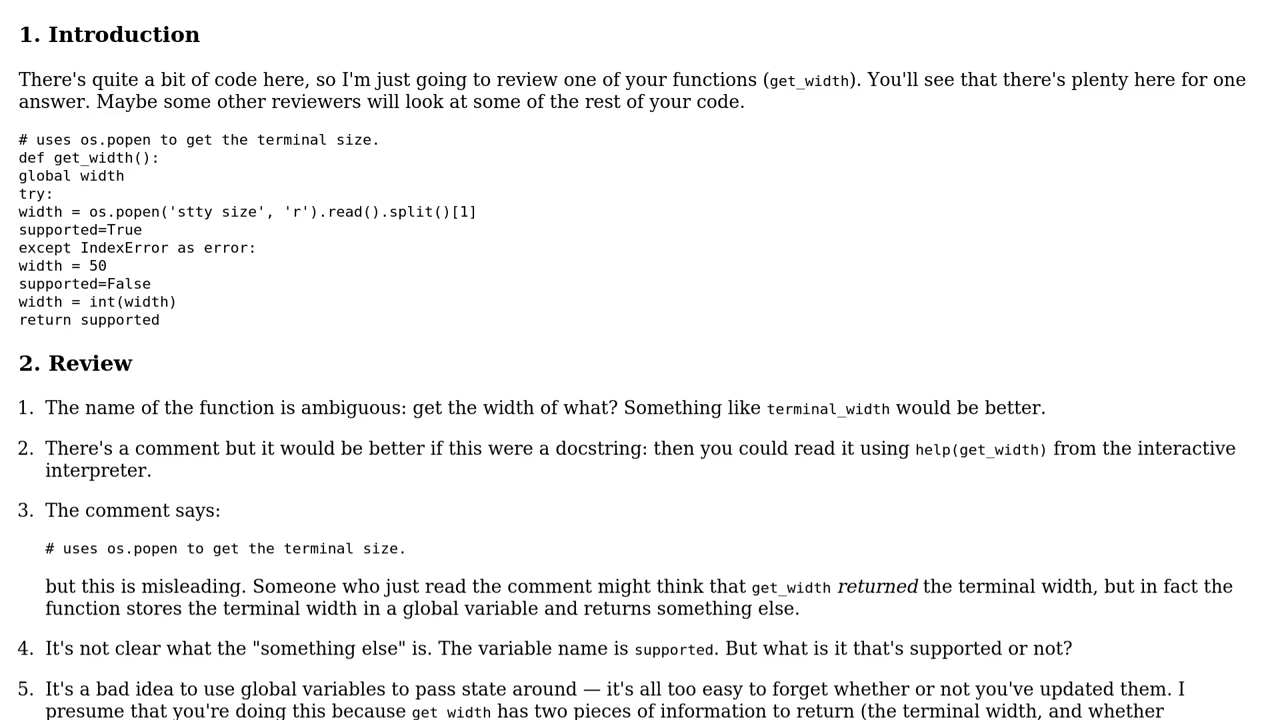 1. Introduction
There's quite a bit of code here, so I'm just going to review one of your functions (get_width). You'll see that there's plenty here for one
answer. Maybe some other reviewers will look at some of the rest of your code.
# uses os.popen to get the terminal size.
def get_width():
global width
try:
width = os.popen('stty size', 'r').read().split()[1]
supported=True
except IndexError as error:
width = 50
supported=False
width = int(width)
return supported
2. Review
1. The name of the function is ambiguous: get the width of what? Something like terminal_width would be better.
2. There's a comment but it would be better if this were a docstring: then you could read it using help(get_width) from the interactive
interpreter.
3. The comment says:
# uses os.popen to get the terminal size.
but this is misleading. Someone who just read the comment might think that get_width returned the terminal width, but in fact the
function stores the terminal width in a global variable and returns something else.
4. It's not clear what the "something else" is. The variable name is supported. But what is it that's supported or not?
5. It's a bad idea to use global variables to pass state around — it's all too easy to forget whether or not you've updated them. I
presume that you're doing this because get_width has two pieces of information to return (the terminal width, and whether